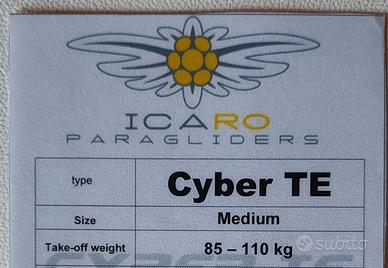 ICARO
PARAGLIDERS
type Cyber TE
Size Medium
Take-off weight 85 – 110 kg
subito